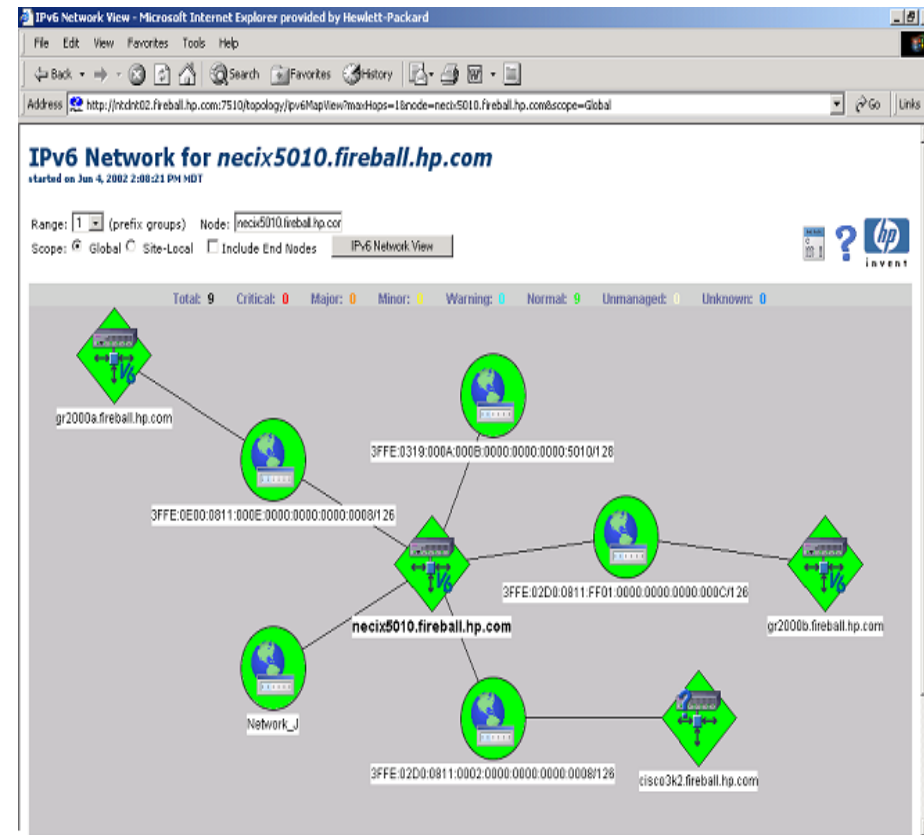 IPv6 Network View - Microsoft Internet Explorer provided by Hewlett-Packard
File Edit View Favorites Tools Help
Back Search Favorites History
Address http://ntcdnt02.fireball.hp.com:7510/topology/ipv6MapView?maxHops=1&node=necix5010.fireball.hp.com&scope=Global Go Links
IPv6 Network for necix5010.fireball.hp.com
started on Jun 4, 2002 2:08:21 PM MDT
Range: 1 (prefix groups) Node: necix5010.fireball.hp.cor
Scope: Global Site-Local Include End Nodes IPv6 Network View
hp
invent
Total: 9 Critical: 0 Major: 0 Minor: 0 Warning: 0 Normal: 9 Unmanaged: 0 Unknown: 0
V6
gr2000a.fireball.hp.com
3FFE:0319:000A:000B:0000:0000:0000:5010/128
3FFE:0E00:0811:000E:0000:0000:0000:0008/126
V6
V6
3FFE:02D0:0811:FF01:0000:0000:0000:000C/126
necix5010.fireball.hp.com
gr2000b.fireball.hp.com
Network_J
3FFE:02D0:0811:0002:0000:0000:0000:0008/126
cisco3k2.fireball.hp.com